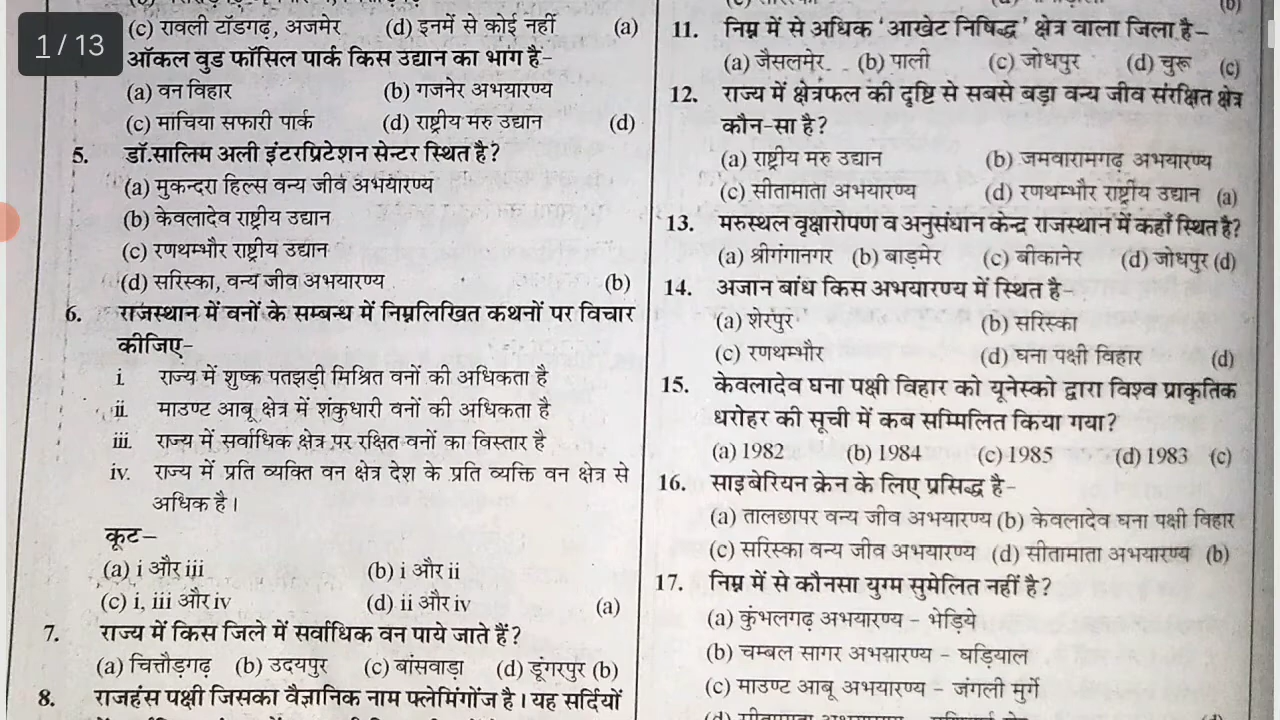 1 / 13
(c) रावली टॉडगढ़, अजमेर (d) इनमें से कोई नहीं (a)
ऑकल वुड फॉसिल पार्क किस उद्यान का भाग है-
(a) वन विहार (b) गजनेर अभयारण्य
(c) माचिया सफारी पार्क (d) राष्ट्रीय मरु उद्यान (d)
5. डॉ.सालिम अली इंटरप्रिटेशन सेन्टर स्थित है?
(a) मुकन्दरा हिल्स वन्य जीव अभयारण्य
(b) केवलादेव राष्ट्रीय उद्यान
(c) रणथम्भौर राष्ट्रीय उद्यान
(d) सरिस्का, वन्य जीव अभयारण्य (b)
6. राजस्थान में वनों के सम्बन्ध में निम्नलिखित कथनों पर विचार
कीजिए-
i. राज्य में शुष्क पतझड़ी मिश्रित वनों की अधिकता है
ii. माउण्ट आबू क्षेत्र में शंकुधारी वनों की अधिकता है
iii. राज्य में सर्वाधिक क्षेत्र पर रक्षित वनों का विस्तार है
iv. राज्य में प्रति व्यक्ति वन क्षेत्र देश के प्रति व्यक्ति वन क्षेत्र से
अधिक है।
कूट–
(a) i और iii (b) i और ii
(c) i, iii और iv (d) ii और iv (a)
7. राज्य में किस जिले में सर्वाधिक वन पाये जाते हैं?
(a) चित्तौड़गढ़ (b) उदयपुर (c) बांसवाड़ा (d) डूंगरपुर (b)
8. राजहंस पक्षी जिसका वैज्ञानिक नाम फ्लेमिंगोंज है। यह सर्दियों
(b)
11. निम्न में से अधिक 'आखेट निषिद्ध' क्षेत्र वाला जिला है–
(a) जैसलमेर (b) पाली (c) जोधपुर (d) चुरू (c)
12. राज्य में क्षेत्रफल की दृष्टि से सबसे बड़ा वन्य जीव संरक्षित क्षेत्र
कौन-सा है?
(a) राष्ट्रीय मरु उद्यान (b) जमवारामगढ़ अभयारण्य
(c) सीतामाता अभयारण्य (d) रणथम्भौर राष्ट्रीय उद्यान (a)
13. मरुस्थल वृक्षारोपण व अनुसंधान केन्द्र राजस्थान में कहाँ स्थित है?
(a) श्रीगंगानगर (b) बाड़मेर (c) बीकानेर (d) जोधपुर (d)
14. अजान बांध किस अभयारण्य में स्थित है–
(a) शेरपुर (b) सरिस्का
(c) रणथम्भौर (d) घना पक्षी विहार (d)
15. केवलादेव घना पक्षी विहार को यूनेस्को द्वारा विश्व प्राकृतिक
धरोहर की सूची में कब सम्मिलित किया गया?
(a) 1982 (b) 1984 (c) 1985 (d) 1983 (c)
16. साइबेरियन क्रेन के लिए प्रसिद्ध है–
(a) तालछापर वन्य जीव अभयारण्य (b) केवलादेव घना पक्षी विहार
(c) सरिस्का वन्य जीव अभयारण्य (d) सीतामाता अभयारण्य (b)
17. निम्न में से कौनसा युग्म सुमेलित नहीं है?
(a) कुंभलगढ़ अभयारण्य – भेड़िये
(b) चम्बल सागर अभयारण्य – घड़ियाल
(c) माउण्ट आबू अभयारण्य – जंगली मुर्गे